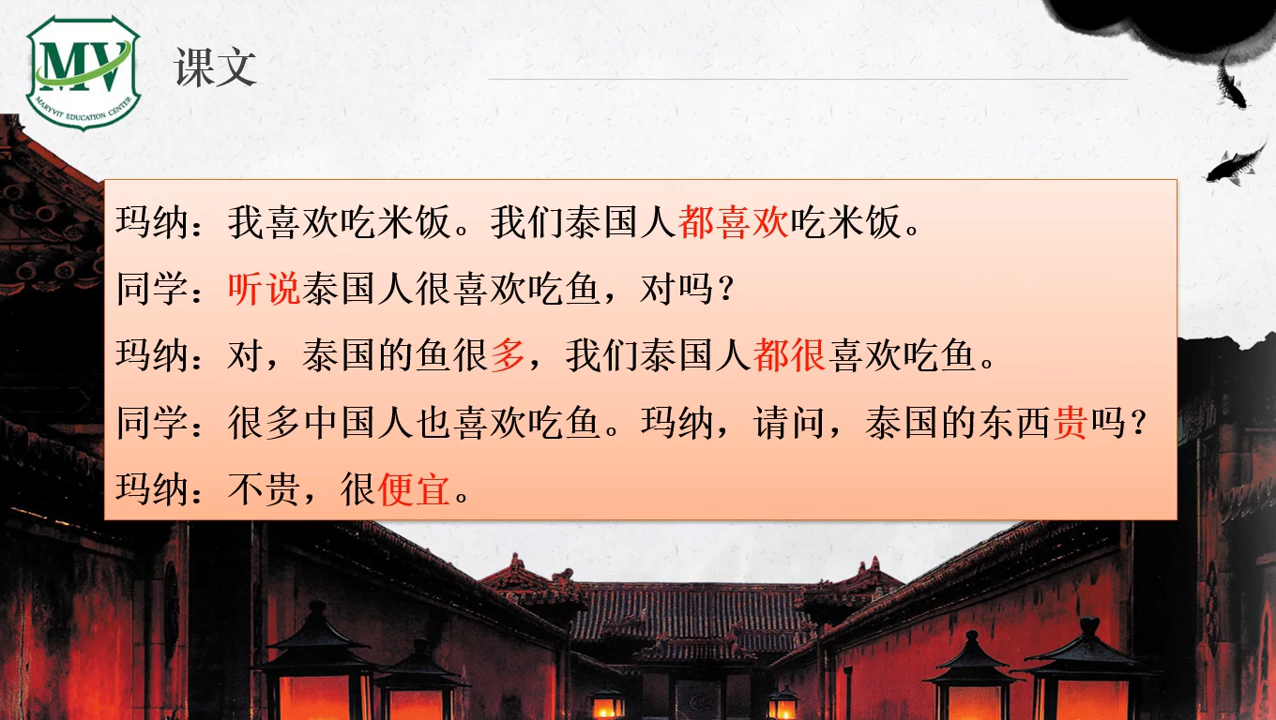 MV
MARYVIT EDUCATION CENTER
课文
玛纳：我喜欢吃米饭。我们泰国人都喜欢吃米饭。
同学：听说泰国人很喜欢吃鱼，对吗？
玛纳：对，泰国的鱼很多，我们泰国人都很喜欢吃鱼。
同学：很多中国人也喜欢吃鱼。玛纳，请问，泰国的东西贵吗？
玛纳：不贵，很便宜。